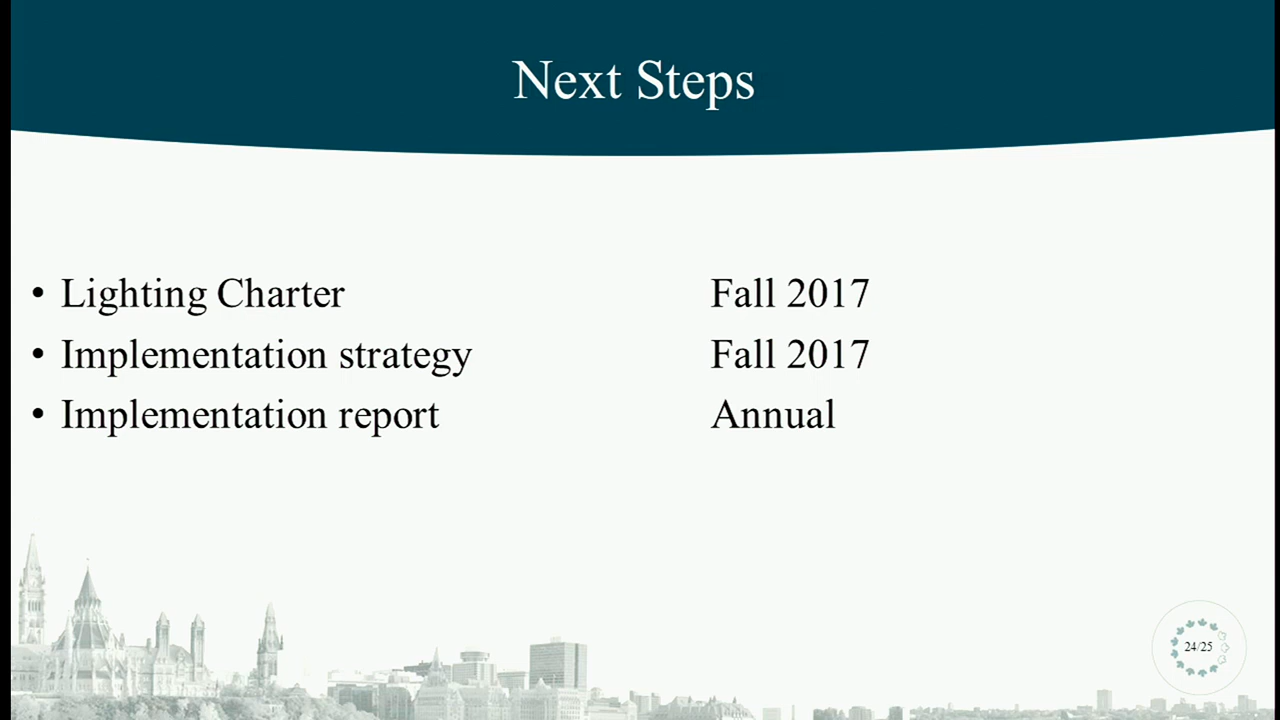 Next Steps
• Lighting Charter Fall 2017
• Implementation strategy Fall 2017
• Implementation report Annual
24/25